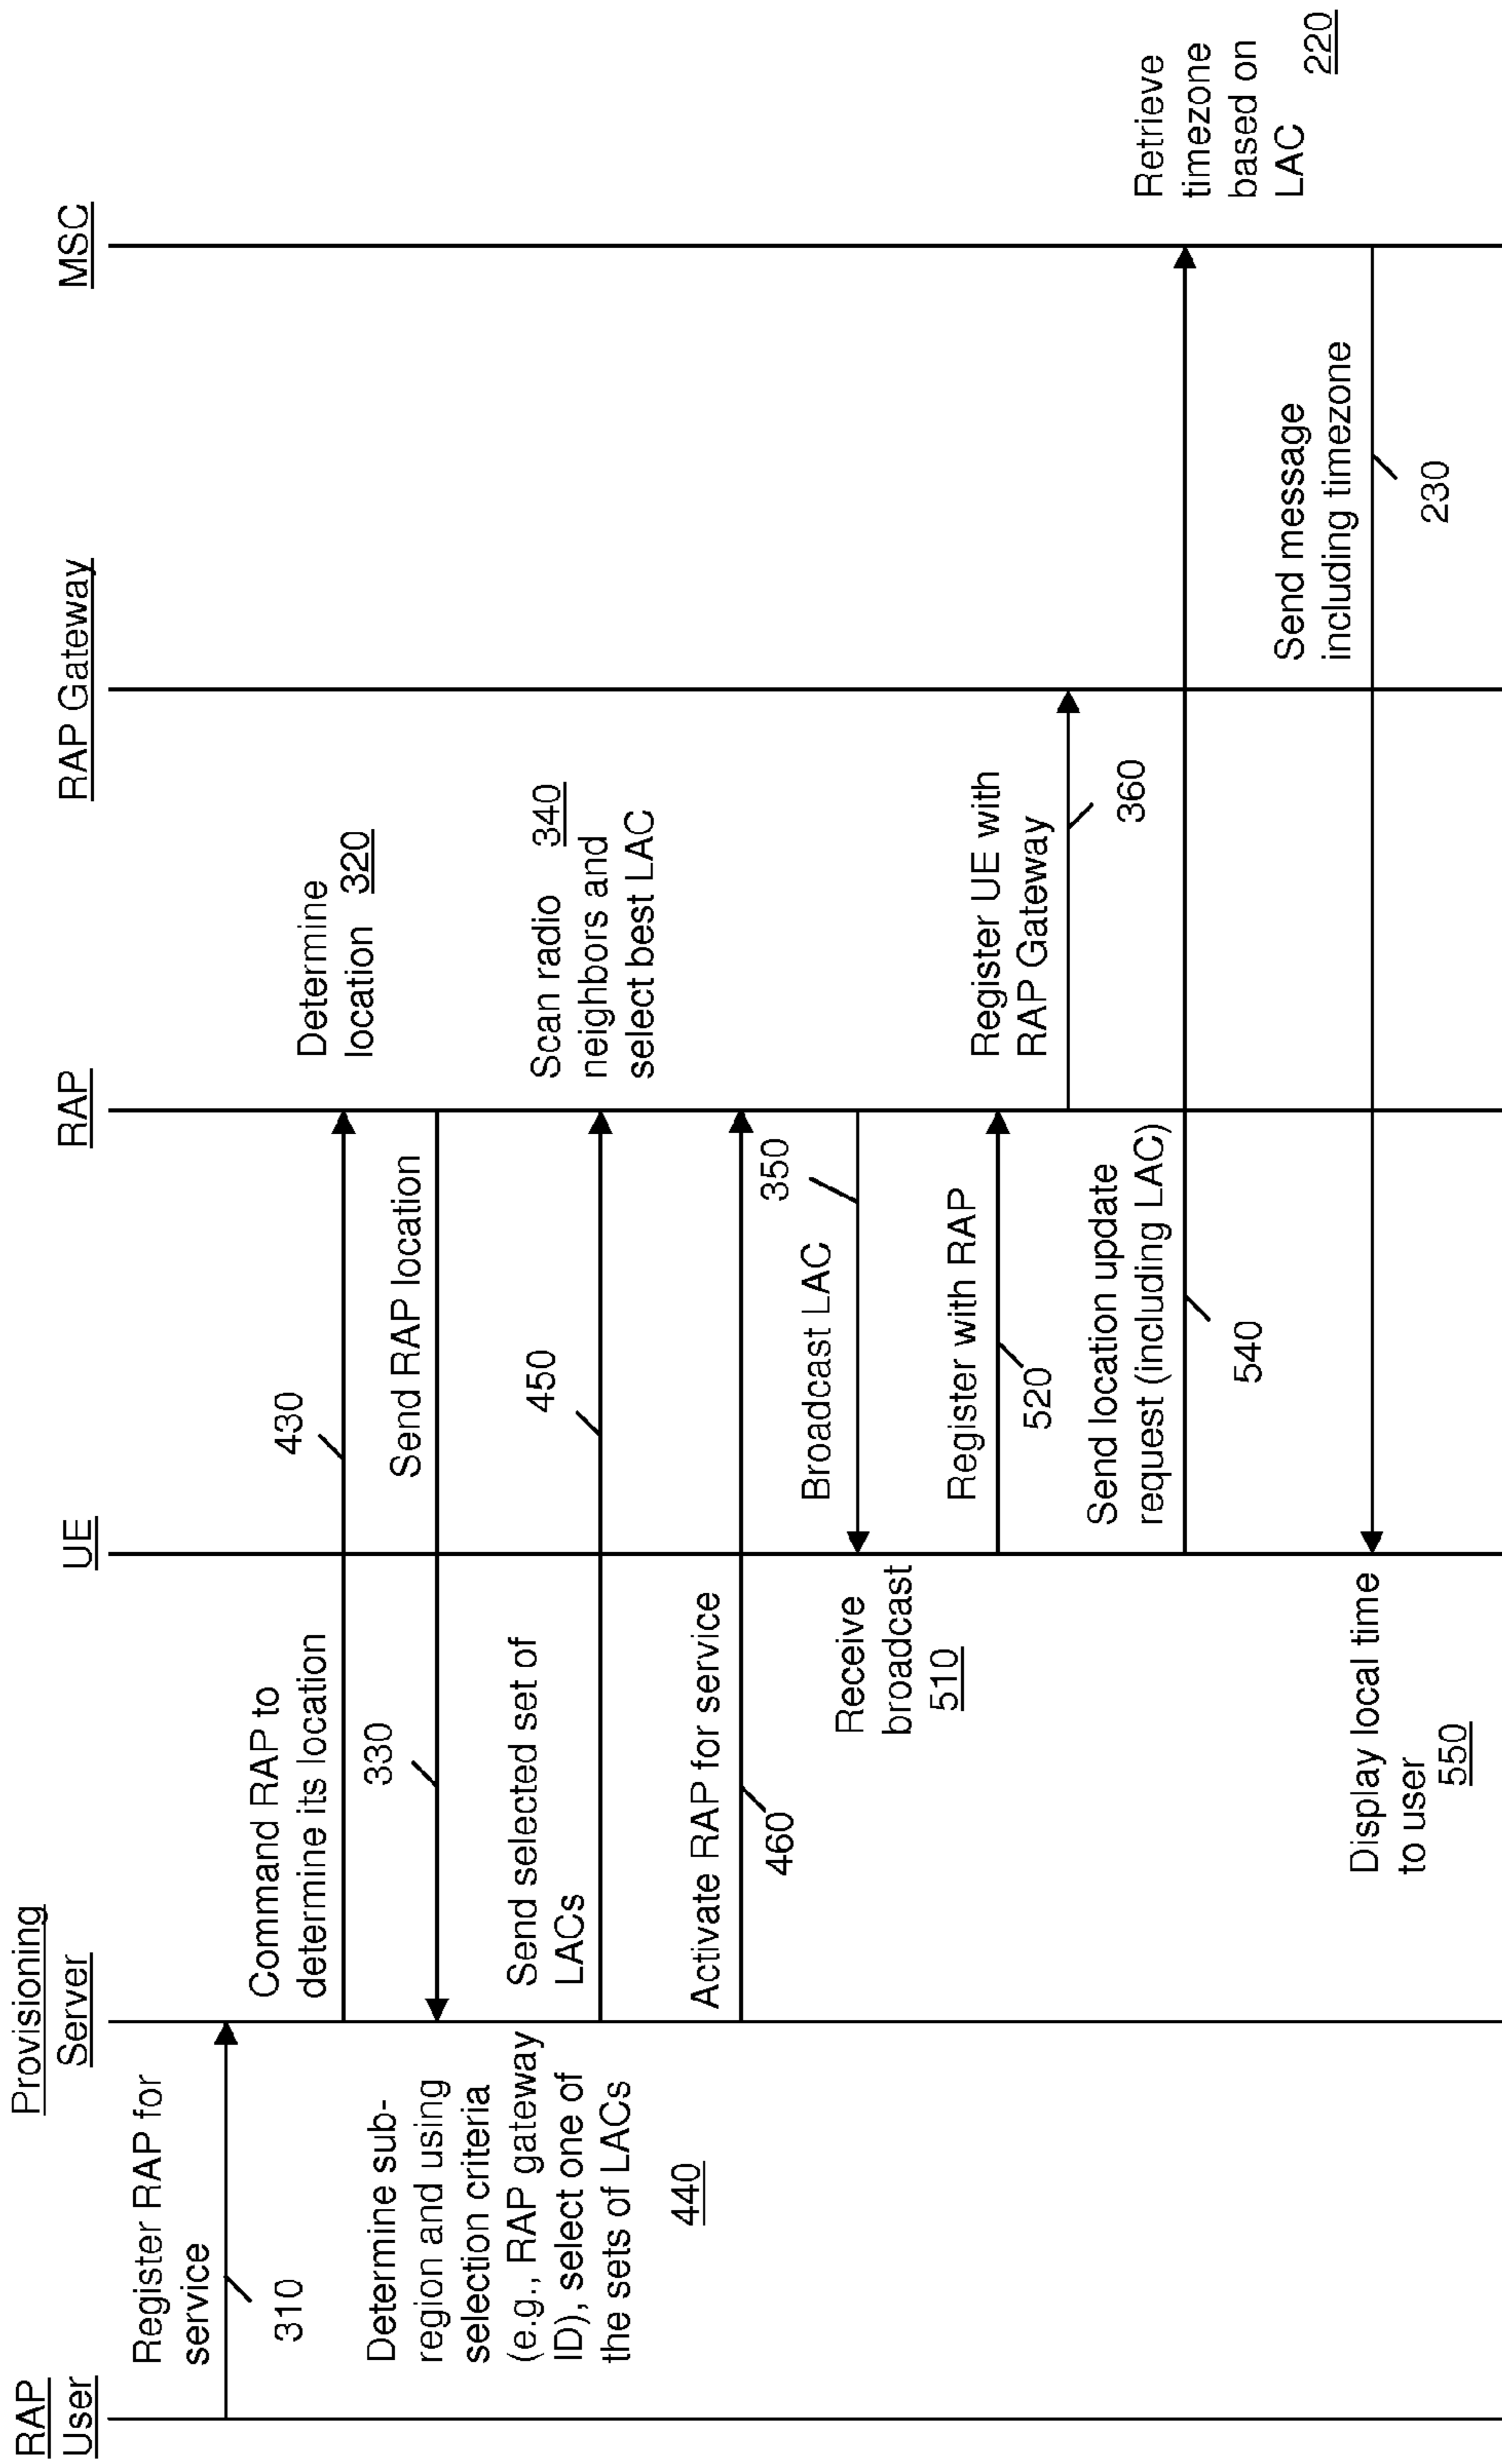 RAP
User
Provisioning
Server
UE
RAP
RAP Gateway
MSC
Register RAP for
service
310
Command RAP to
determine its location
430
Determine
location 320
Send RAP location
330
Determine sub-
region and using
selection criteria
(e.g., RAP gateway
ID), select one of
the sets of LACs
440
Send selected set of
LACs
450
Scan radio 340
neighbors and
select best LAC
Activate RAP for service
460
Broadcast LAC
350
Receive
broadcast
510
Register with RAP
520
Register UE with
RAP Gateway
360
Send location update
request (including LAC)
540
Retrieve
timezone
based on
LAC 220
Send message
including timezone
230
Display local time
to user
550